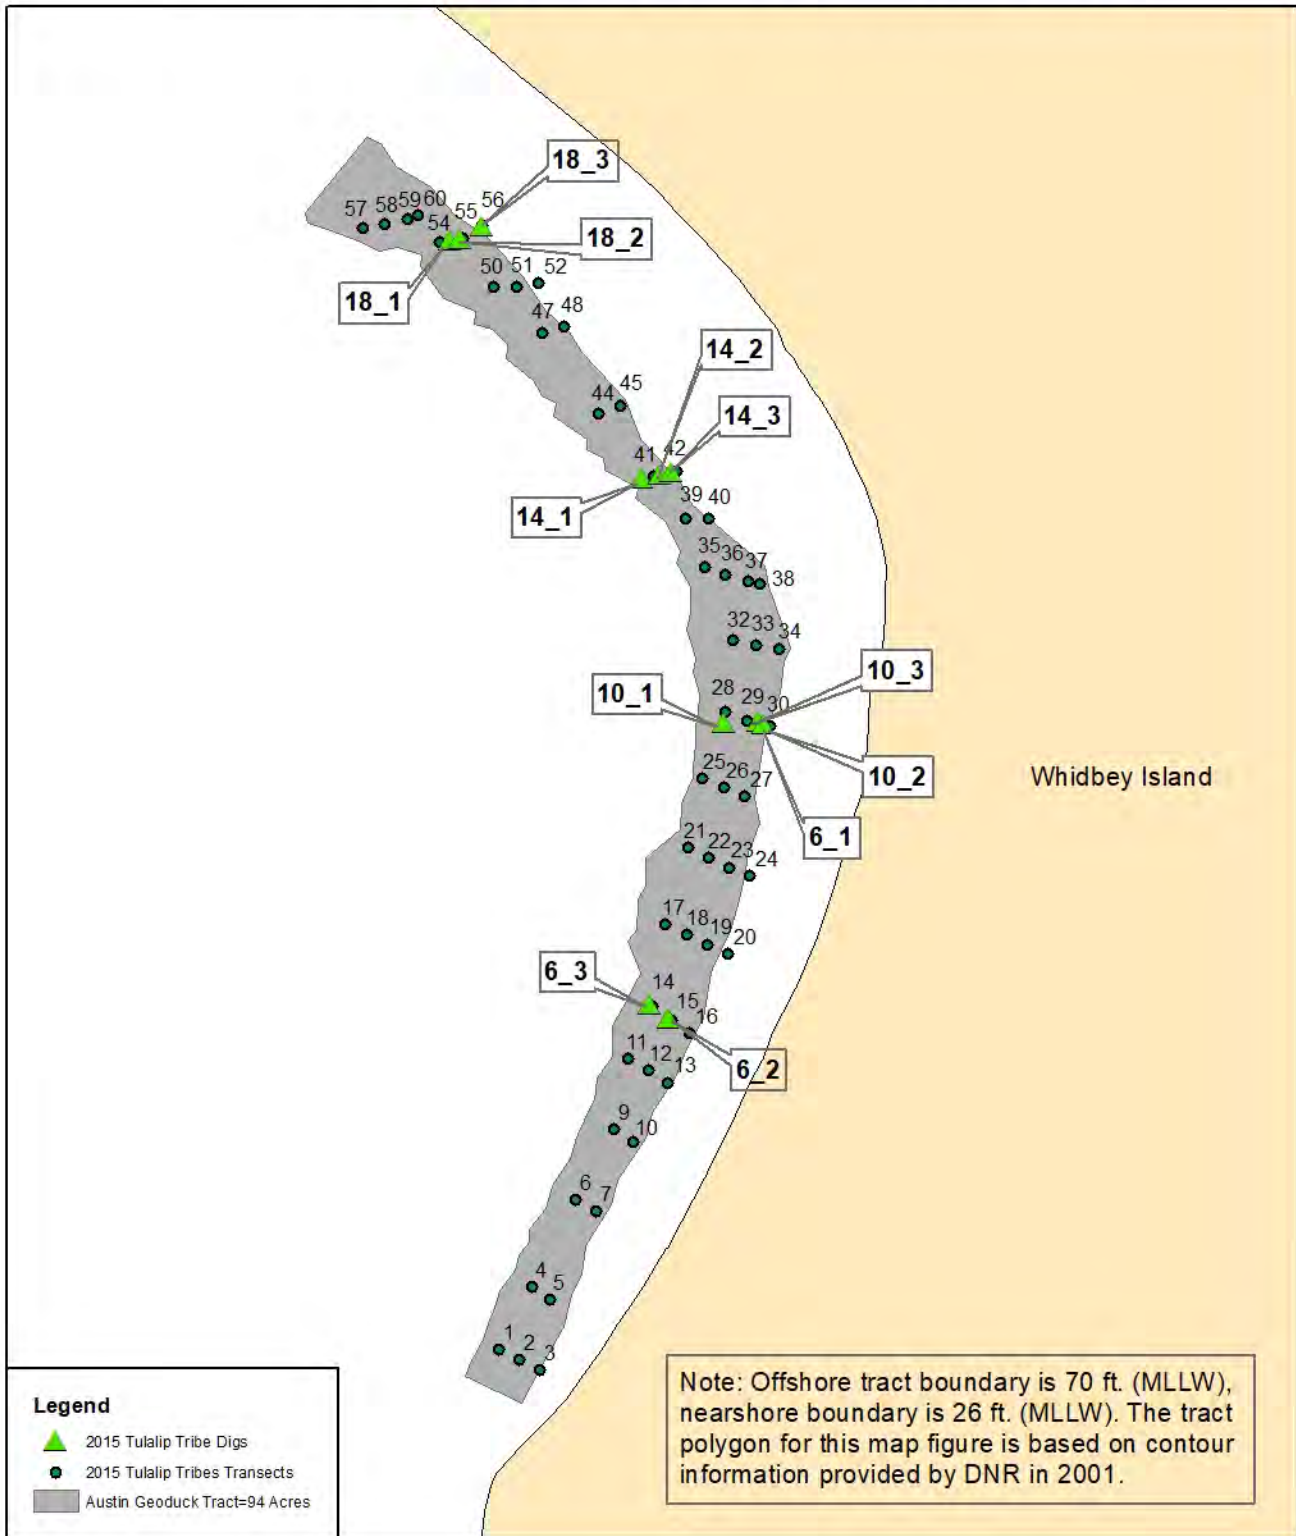 18_3
57 58 59 60 54 55 56
18_2
18_1
50 51 52
47 48
14_2
44 45
14_3
41 42
14_1
39 40
35 36 37 38
32 33 34
10_3
10_1
28 29 30
10_2
Whidbey Island
25 26 27
6_1
21 22 23 24
17 18 19 20
6_3
14 15 16
6_2
11 12 13
9 10
6 7
4 5
1 2 3
Legend
2015 Tulalip Tribe Digs
2015 Tulalip Tribes Transects
Austin Geoduck Tract=94 Acres
Note: Offshore tract boundary is 70 ft. (MLLW),
nearshore boundary is 26 ft. (MLLW). The tract
polygon for this map figure is based on contour
information provided by DNR in 2001.